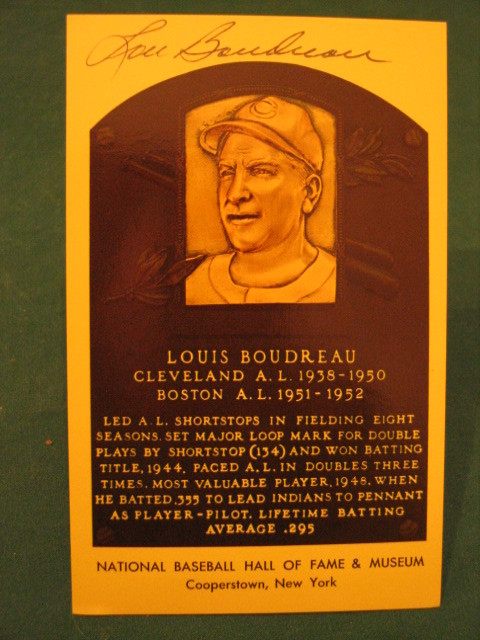 Lou Boudreau
C
LOUIS BOUDREAU
CLEVELAND A.L. 1938-1950
BOSTON A.L. 1951-1952
LED A.L. SHORTSTOPS IN FIELDING EIGHT
SEASONS. SET MAJOR LOOP MARK FOR DOUBLE
PLAYS BY SHORTSTOP (134) AND WON BATTING
TITLE, 1944. PACED A.L. IN DOUBLES THREE
TIMES. MOST VALUABLE PLAYER, 1948, WHEN
HE BATTED .355 TO LEAD INDIANS TO PENNANT
AS PLAYER-PILOT. LIFETIME BATTING
AVERAGE .295
NATIONAL BASEBALL HALL OF FAME & MUSEUM
Cooperstown, New York